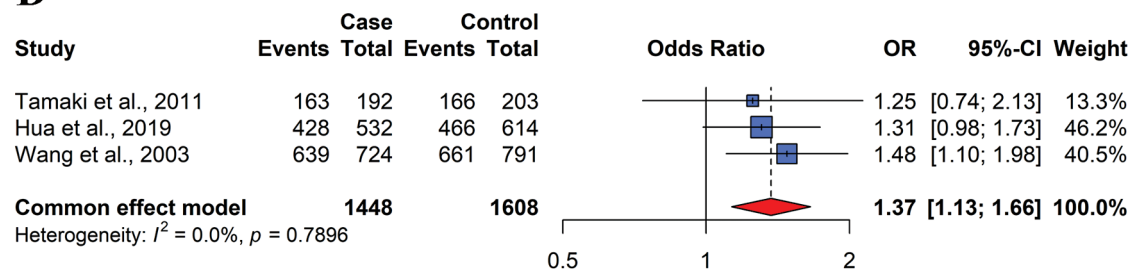 D
Case Control
Study Events Total Events Total Odds Ratio OR 95%-CI Weight
Tamaki et al., 2011 163 192 166 203 1.25 [0.74; 2.13] 13.3%
Hua et al., 2019 428 532 466 614 1.31 [0.98; 1.73] 46.2%
Wang et al., 2003 639 724 661 791 1.48 [1.10; 1.98] 40.5%
Common effect model 1448 1608 1.37 [1.13; 1.66] 100.0%
Heterogeneity: I² = 0.0%, p = 0.7896
0.5 1 2